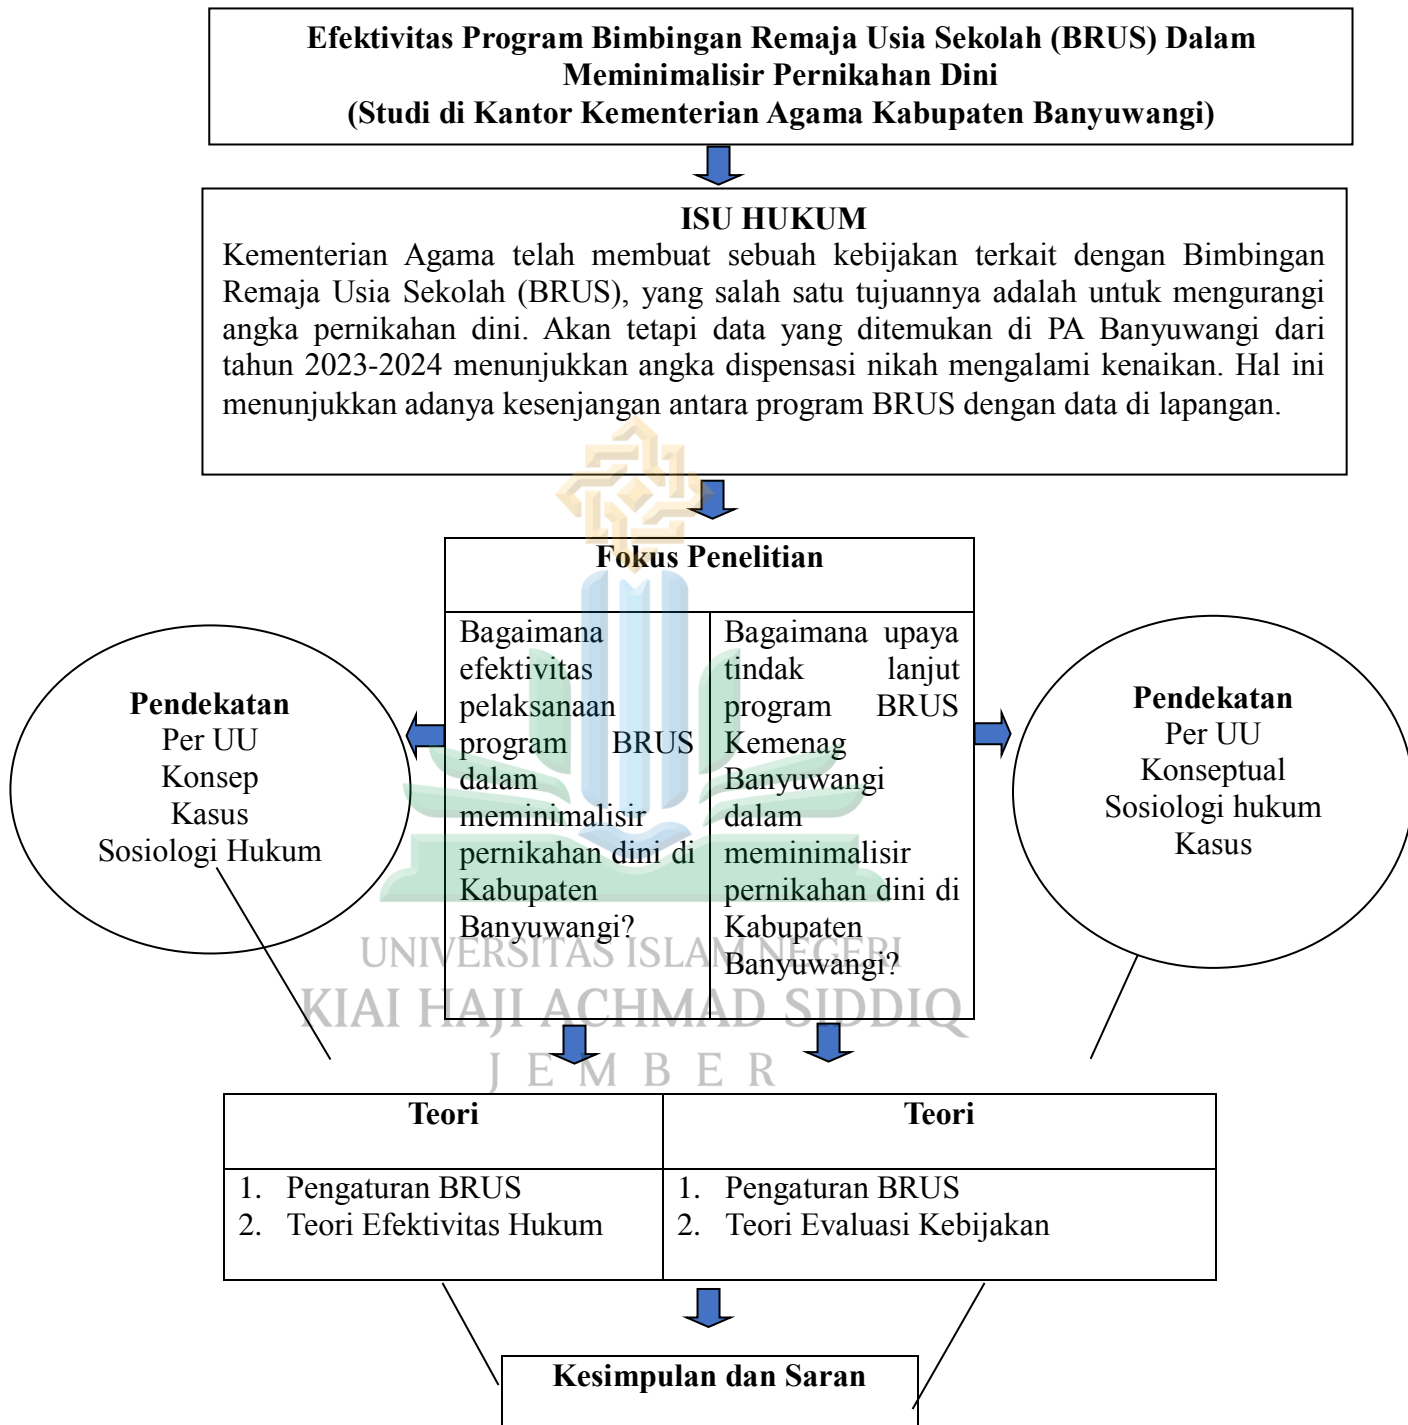 Efektivitas Program Bimbingan Remaja Usia Sekolah (BRUS) Dalam
Meminimalisir Pernikahan Dini
(Studi di Kantor Kementerian Agama Kabupaten Banyuwangi)
ISU HUKUM
Kementerian Agama telah membuat sebuah kebijakan terkait dengan Bimbingan
Remaja Usia Sekolah (BRUS), yang salah satu tujuannya adalah untuk mengurangi
angka pernikahan dini. Akan tetapi data yang ditemukan di PA Banyuwangi dari
tahun 2023-2024 menunjukkan angka dispensasi nikah mengalami kenaikan. Hal ini
menunjukkan adanya kesenjangan antara program BRUS dengan data di lapangan.
Fokus Penelitian
Bagaimana
efektivitas
pelaksanaan
program BRUS
dalam
meminimalisir
pernikahan dini di
Kabupaten
Banyuwangi?
Bagaimana upaya
tindak lanjut
program BRUS
Kemenag
Banyuwangi
dalam
meminimalisir
pernikahan dini di
Kabupaten
Banyuwangi?
Pendekatan
Per UU
Konsep
Kasus
Sosiologi Hukum
Pendekatan
Per UU
Konseptual
Sosiologi hukum
Kasus
UNIVERSITAS ISLAM NEGERI
KIAI HAJI ACHMAD SIDDIQ
JEMBER
Teori
1. Pengaturan BRUS
2. Teori Efektivitas Hukum
Teori
1. Pengaturan BRUS
2. Teori Evaluasi Kebijakan
Kesimpulan dan Saran